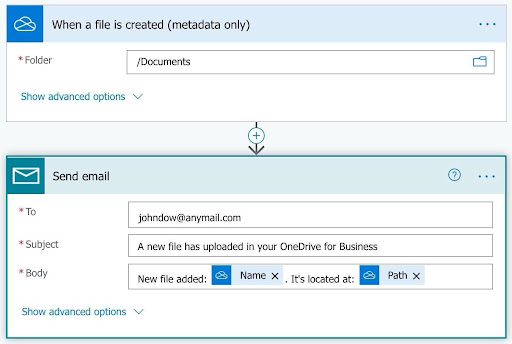 When a file is created (metadata only)
* Folder /Documents
Show advanced options
Send email
* To johndow@anymail.com
* Subject A new file has uploaded in your OneDrive for Business
* Body New file added: Name × . It's located at: Path ×
Show advanced options